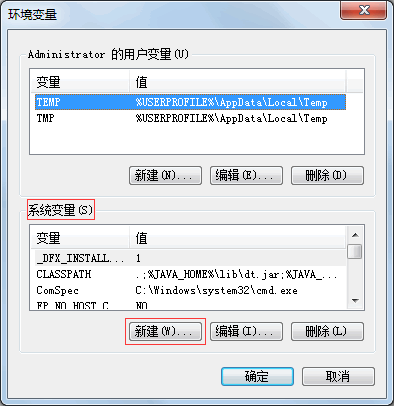 环境变量
Administrator 的用户变量(U)
变量 值
TEMP %USERPROFILE%\AppData\Local\Temp
TMP %USERPROFILE%\AppData\Local\Temp
新建(N)... 编辑(E)... 删除(D)
系统变量(S)
变量 值
_DFX_INSTALL... 1
CLASSPATH .;%JAVA_HOME%\lib\dt.jar;%JAVA_...
ComSpec C:\Windows\system32\cmd.exe
FP_NO_HOST_C... NO
新建(W)... 编辑(I)... 删除(L)
确定 取消